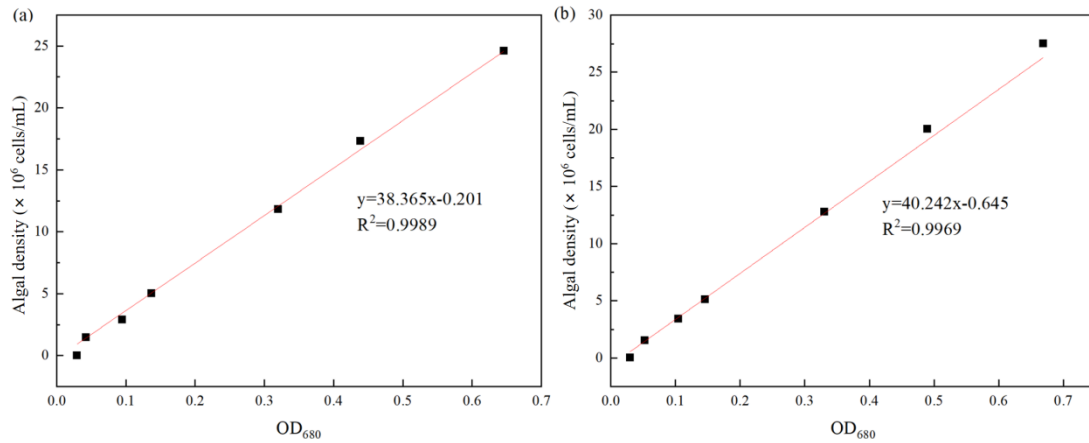 (a)
25
20
15
10
5
0
Algal density (× 10⁶ cells/mL)
y=38.365x-0.201
R²=0.9989
0.0 0.1 0.2 0.3 0.4 0.5 0.6 0.7
OD₆₈₀
(b)
30
25
20
15
10
5
0
Algal density (× 10⁶ cells/mL)
y=40.242x-0.645
R²=0.9969
0.0 0.1 0.2 0.3 0.4 0.5 0.6 0.7
OD₆₈₀